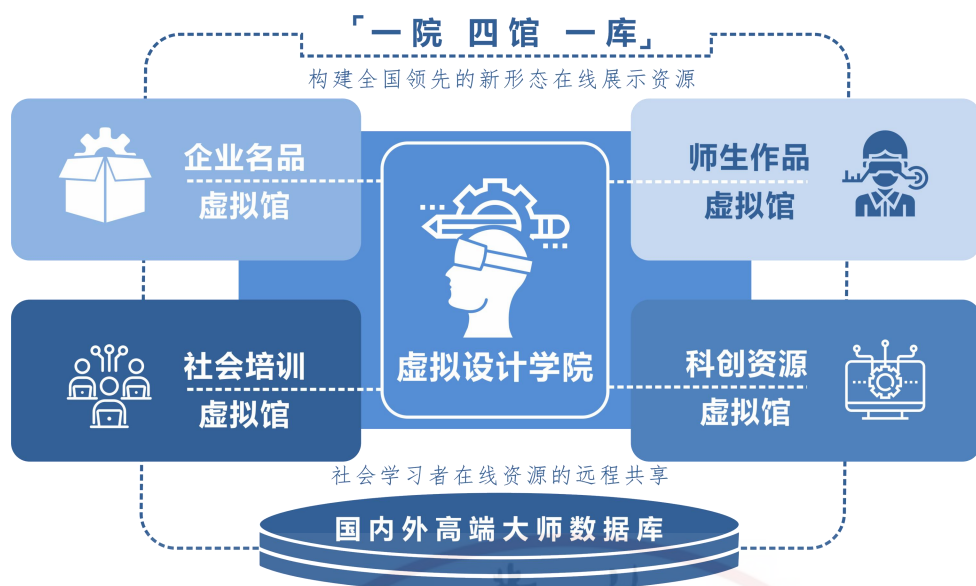 「一院 四馆 一库」
构建全国领先的新形态在线展示资源
企业名品
虚拟馆
师生作品
虚拟馆
虚拟设计学院
社会培训
虚拟馆
科创资源
虚拟馆
社会学习者在线资源的远程共享
国内外高端大师数据库